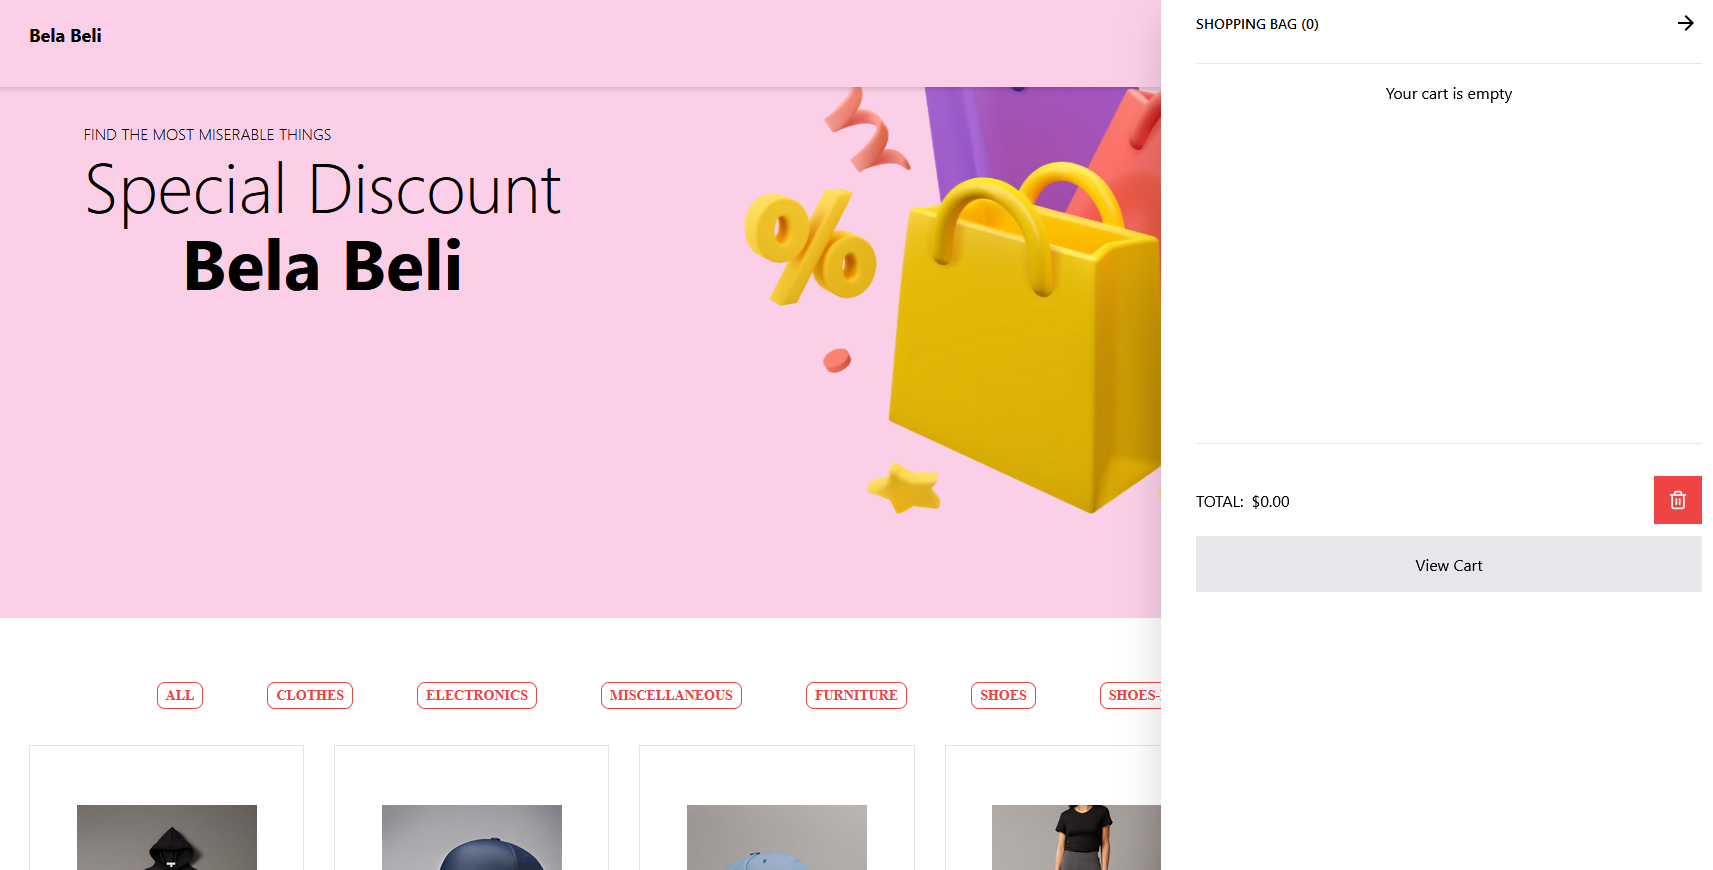 Bela Beli
FIND THE MOST MISERABLE THINGS
Special Discount
Bela Beli
%
ALL
CLOTHES
ELECTRONICS
MISCELLANEOUS
FURNITURE
SHOES
SHOES-
SHOPPING BAG (0)
Your cart is empty
TOTAL: $0.00
View Cart